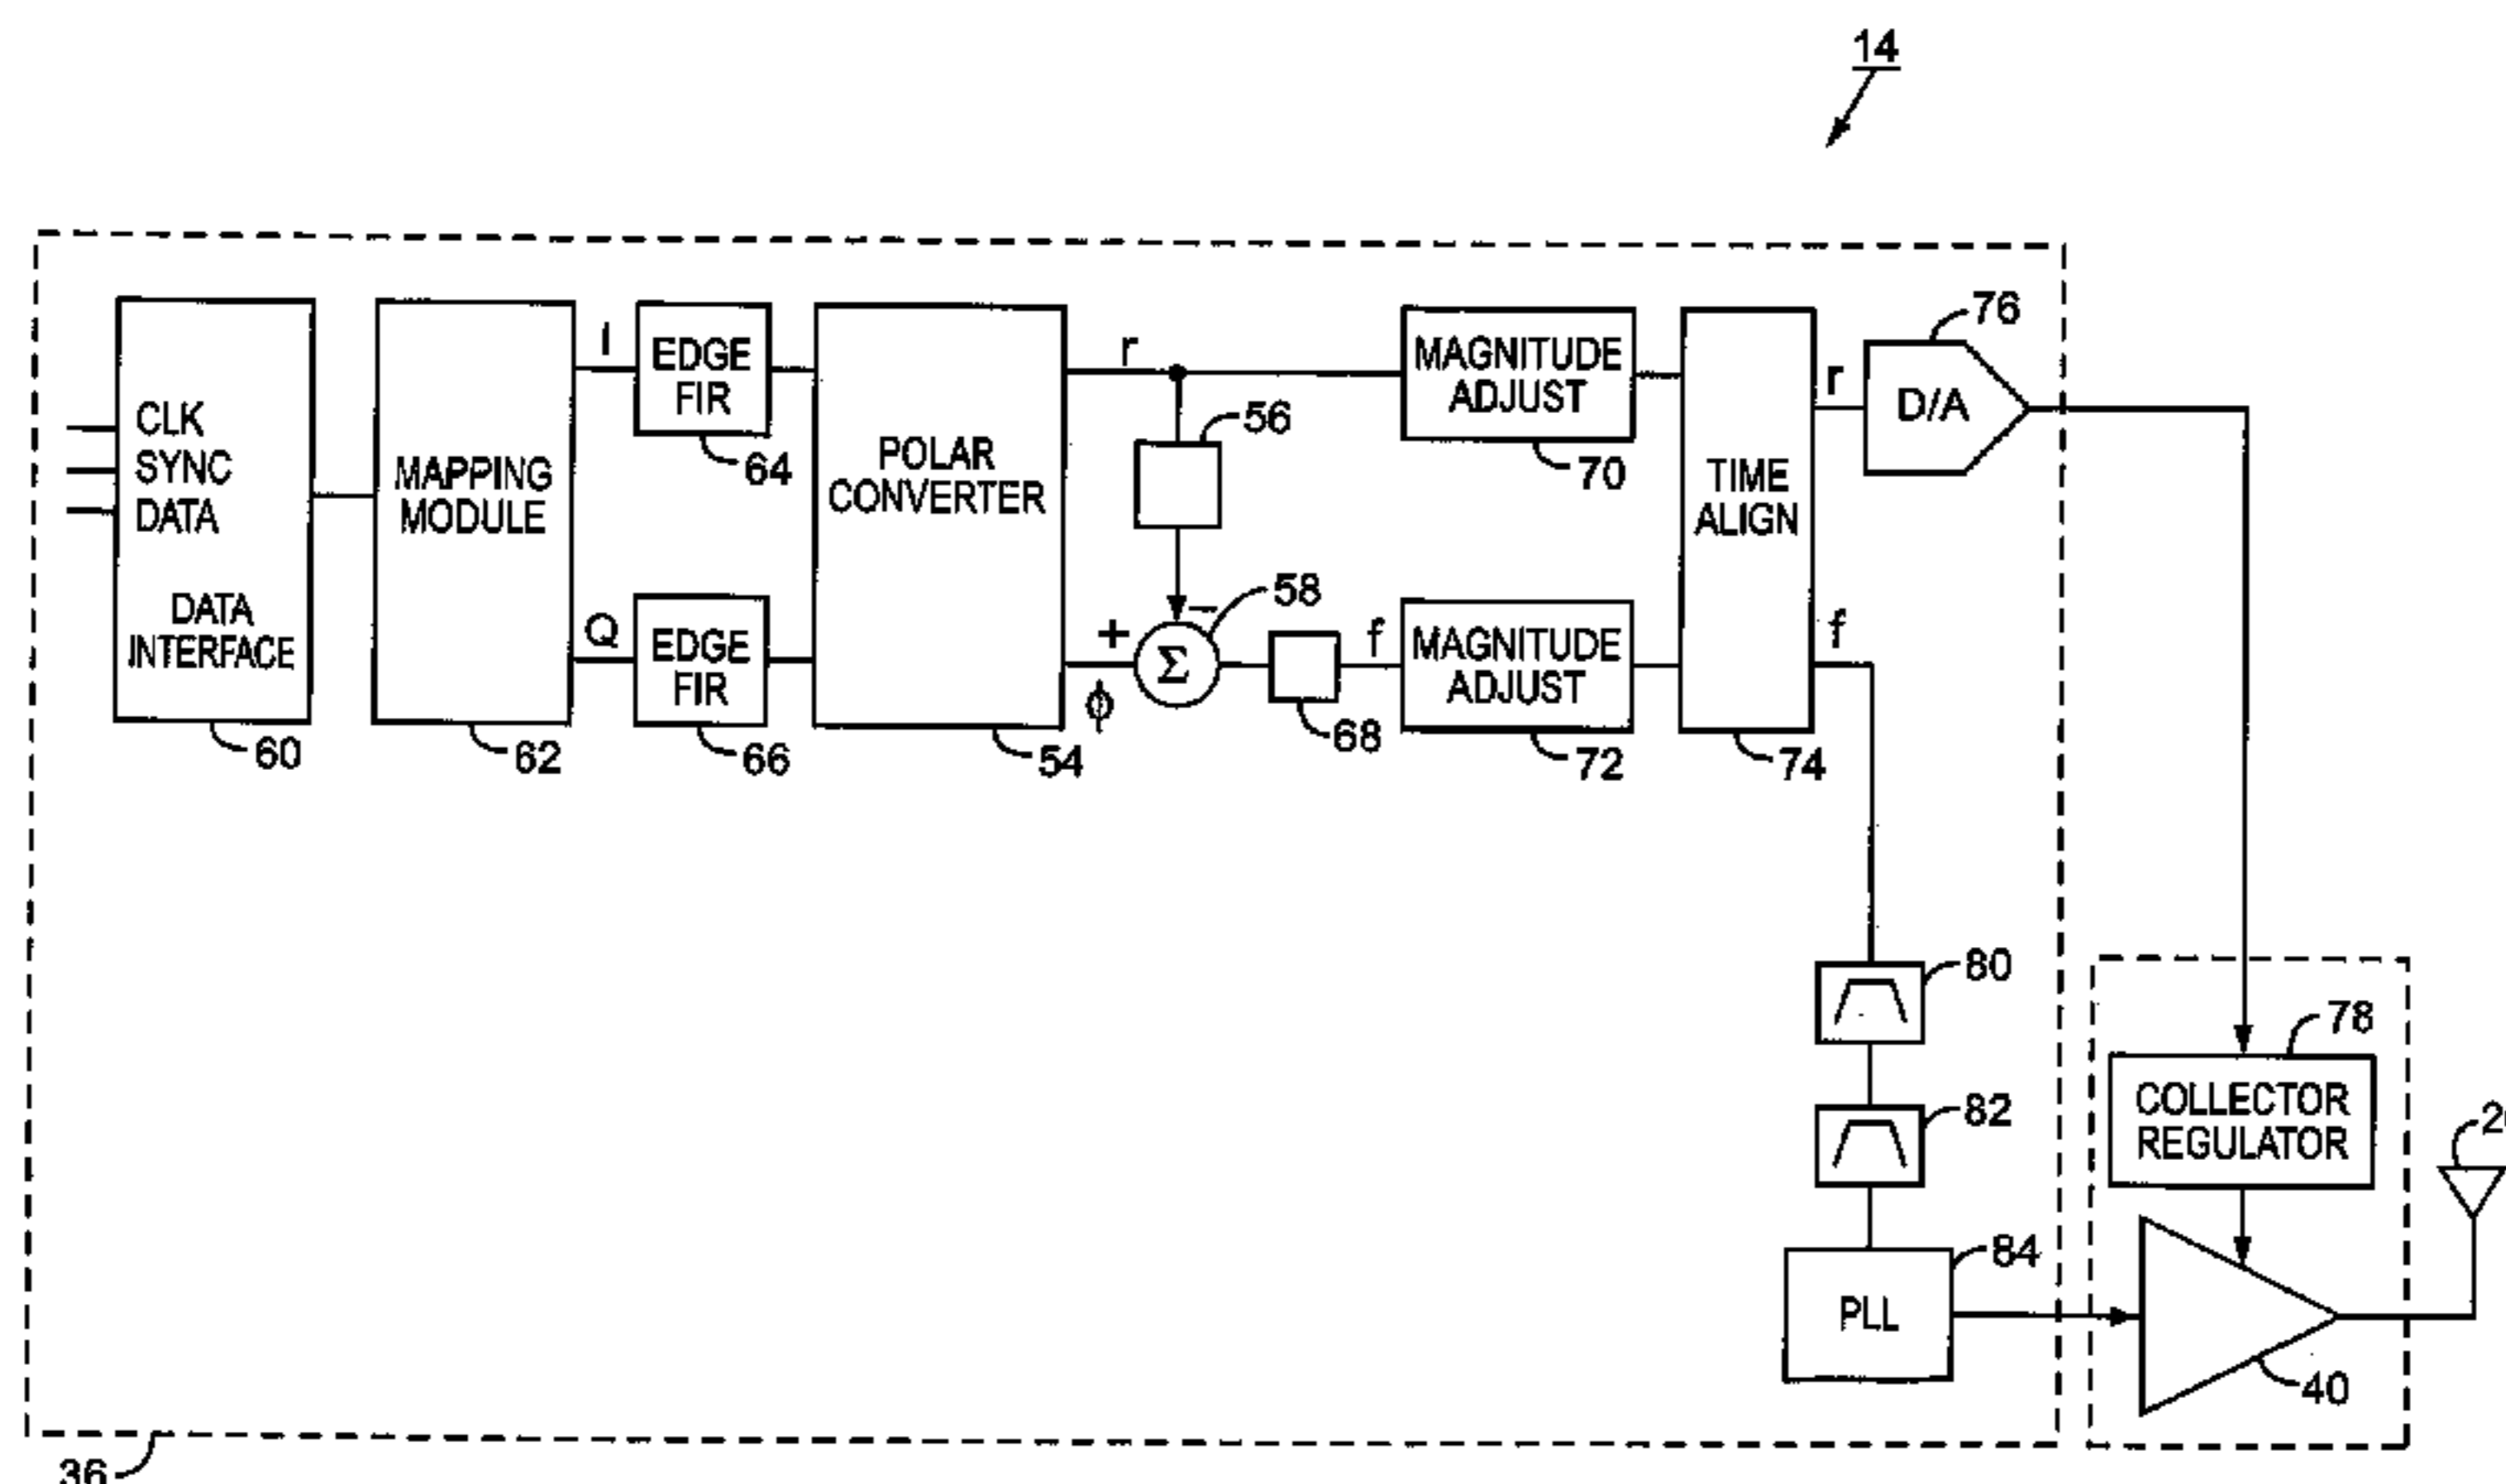 14
76
I
EDGE
FIR
64
r
56
MAGNITUDE
ADJUST
70
r
D/A
CLK
SYNC
DATA
DATA
INTERFACE
60
MAPPING
MODULE
62
POLAR
CONVERTER
54
TIME
ALIGN
74
Q
EDGE
FIR
66
+
ϕ
−
58
Σ
68
f
MAGNITUDE
ADJUST
72
f
80
82
84
PLL
78
COLLECTOR
REGULATOR
40
36